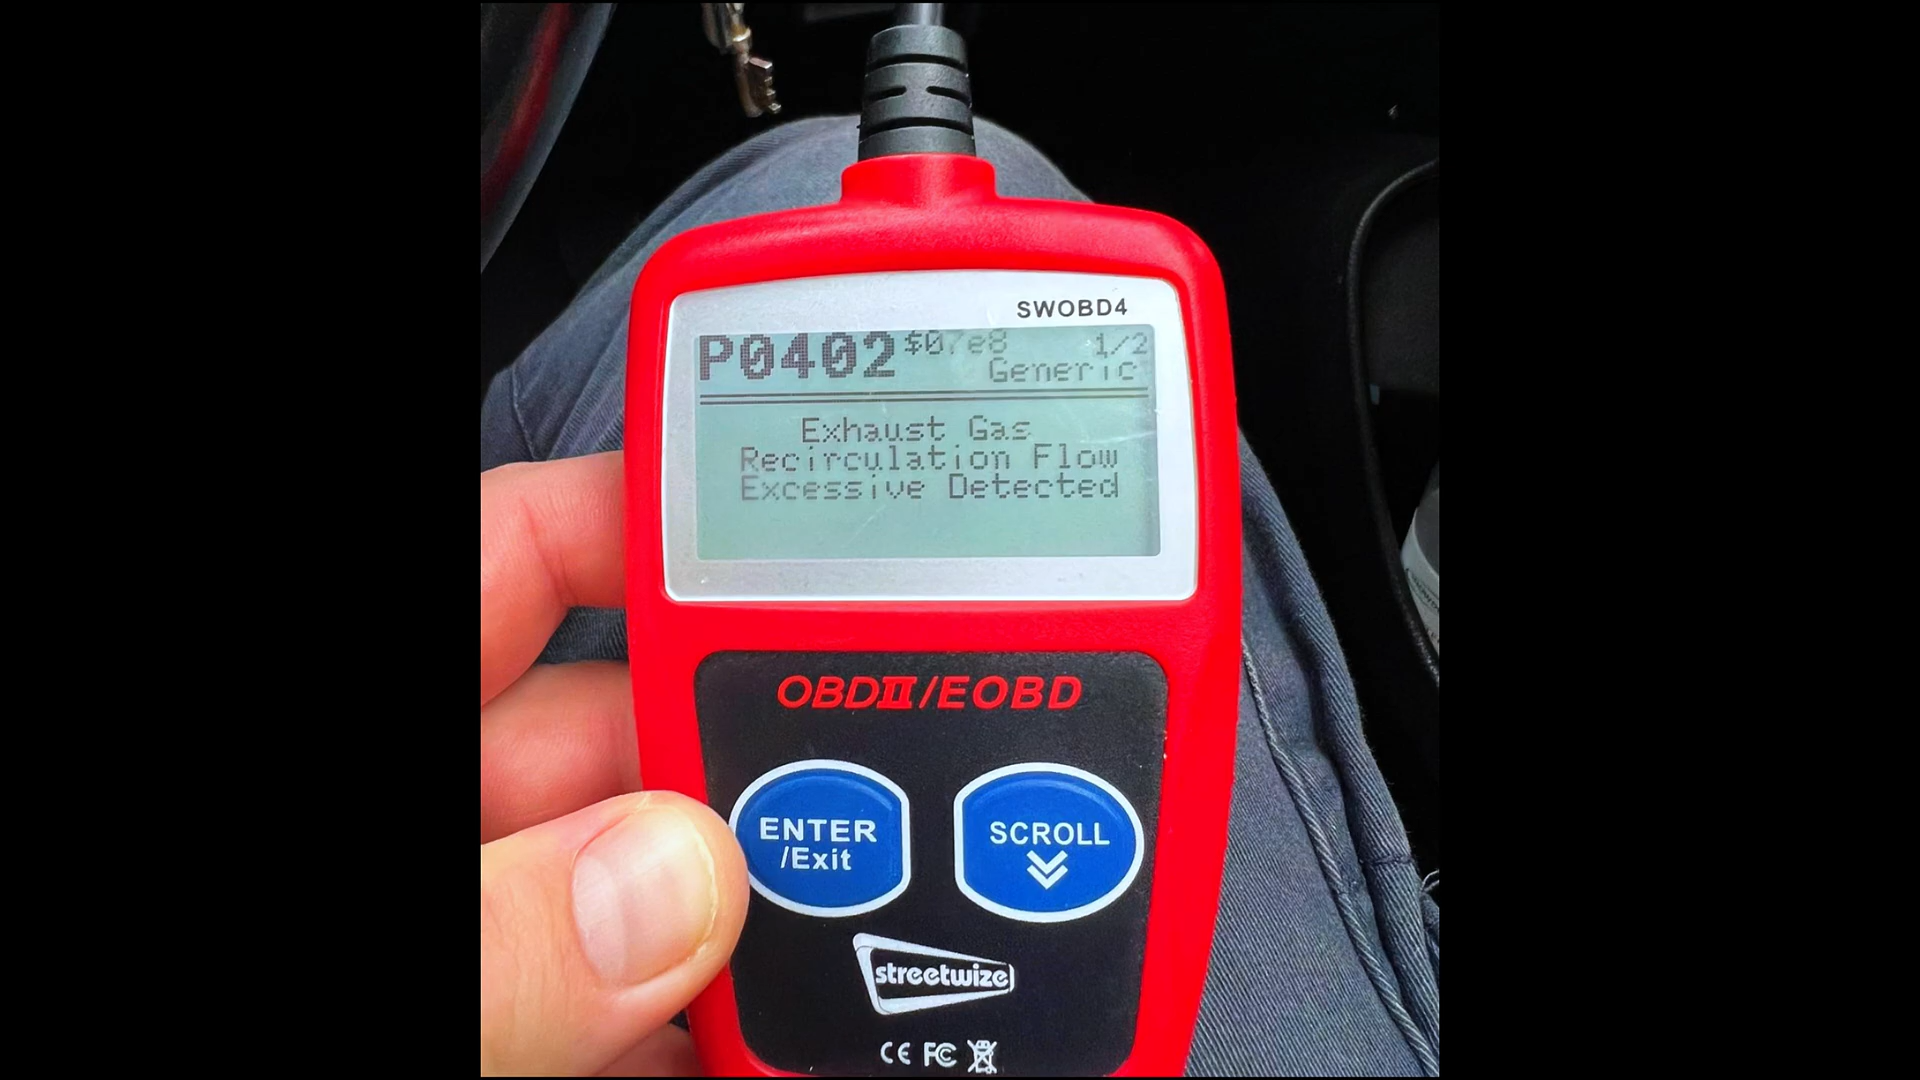 SWOBD4
P0402 $07e8 1/2
Generic
Exhaust Gas
Recirculation Flow
Excessive Detected
OBDII/EOBD
ENTER
/Exit
SCROLL
streetwize
CE FC